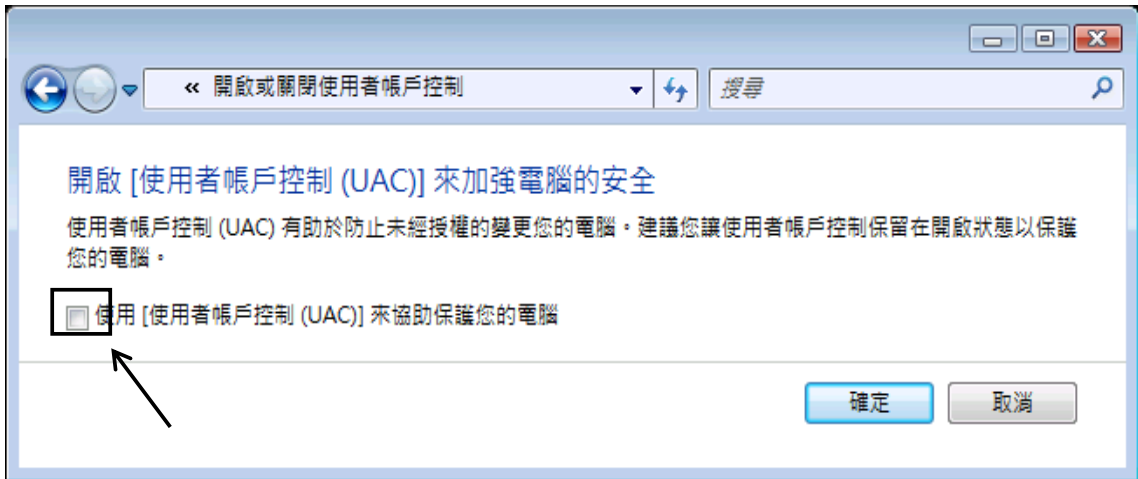 « 開啟或關閉使用者帳戶控制
搜尋
開啟 [使用者帳戶控制 (UAC)] 來加強電腦的安全
使用者帳戶控制 (UAC) 有助於防止未經授權的變更您的電腦。建議您讓使用者帳戶控制保留在開啟狀態以保護
您的電腦。
使用 [使用者帳戶控制 (UAC)] 來協助保護您的電腦
確定
取消